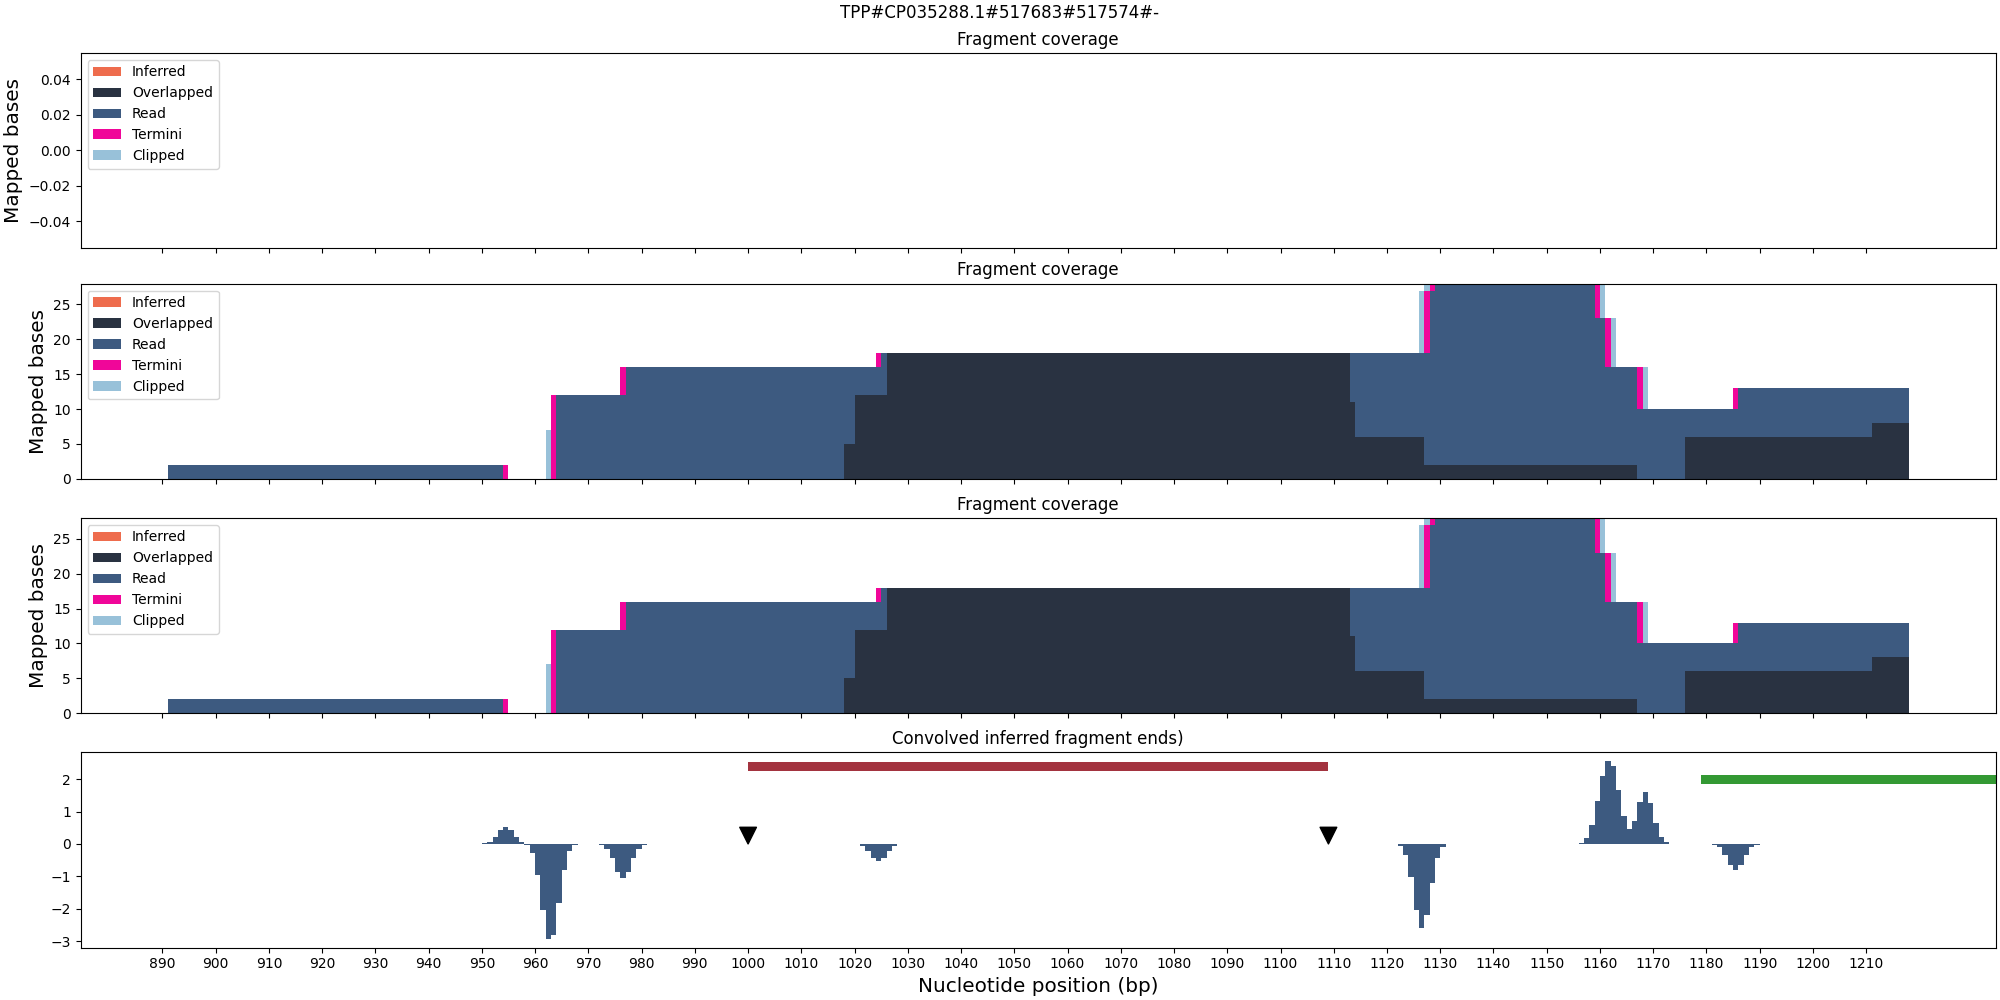 TPP#CP035288.1#517683#517574#-
Fragment coverage
Mapped bases
0.04
0.02
0.00
−0.02
−0.04
Inferred
Overlapped
Read
Termini
Clipped
Fragment coverage
Mapped bases
25
20
15
10
5
0
Inferred
Overlapped
Read
Termini
Clipped
Fragment coverage
Mapped bases
25
20
15
10
5
0
Inferred
Overlapped
Read
Termini
Clipped
Convolved inferred fragment ends)
2
1
0
−1
−2
−3
890 900 910 920 930 940 950 960 970 980 990 1000 1010 1020 1030 1040 1050 1060 1070 1080 1090 1100 1110 1120 1130 1140 1150 1160 1170 1180 1190 1200 1210
Nucleotide position (bp)